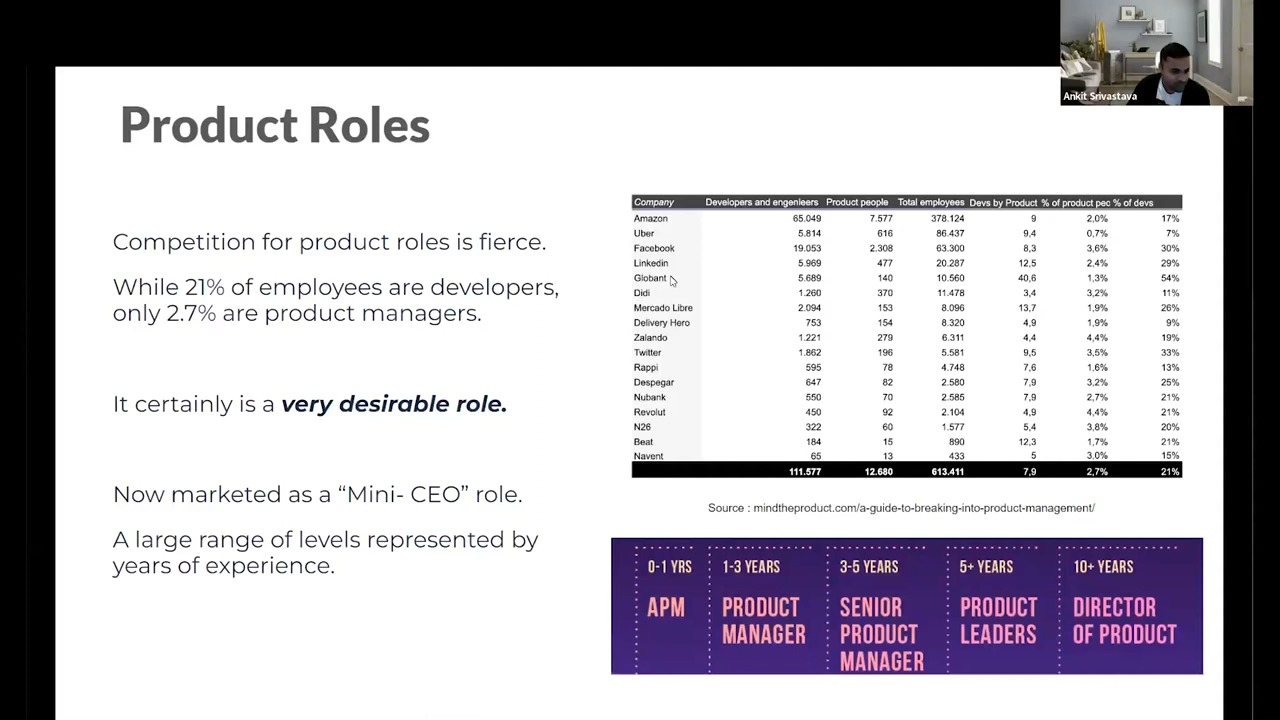 Ankit Srivastava
Product Roles
Competition for product roles is fierce.
While 21% of employees are developers,
only 2.7% are product managers.
It certainly is a very desirable role.
Now marketed as a “Mini- CEO” role.
A large range of levels represented by
years of experience.
Company Developers and engenieers Product people Total employees Devs by Product % of product peo % of devs
Amazon 65.049 7.577 378.124 9 2,0% 17%
Uber 5.814 616 86.437 9,4 0,7% 7%
Facebook 19.053 2.308 63.300 8,3 3,6% 30%
Linkedin 5.969 477 20.287 12,5 2,4% 29%
Globant 5.689 140 10.560 40,6 1,3% 54%
Didi 1.260 370 11.478 3,4 3,2% 11%
Mercado Libre 2.094 153 8.096 13,7 1,9% 26%
Delivery Hero 753 154 8.320 4,9 1,9% 9%
Zalando 1.221 279 6.311 4,4 4,4% 19%
Twitter 1.862 196 5.581 9,5 3,5% 33%
Rappi 595 78 4.748 7,6 1,6% 13%
Despegar 647 82 2.580 7,9 3,2% 25%
Nubank 550 70 2.585 7,9 2,7% 21%
Revolut 450 92 2.104 4,9 4,4% 21%
N26 322 60 1.577 5,4 3,8% 20%
Beat 184 15 890 12,3 1,7% 21%
Navent 65 13 433 5 3,0% 15%
111.577 12.680 613.411 7,9 2,7% 21%
Source : mindtheproduct.com/a-guide-to-breaking-into-product-management/
0-1 YRS
APM
1-3 YEARS
PRODUCT
MANAGER
3-5 YEARS
SENIOR
PRODUCT
MANAGER
5+ YEARS
PRODUCT
LEADERS
10+ YEARS
DIRECTOR
OF PRODUCT